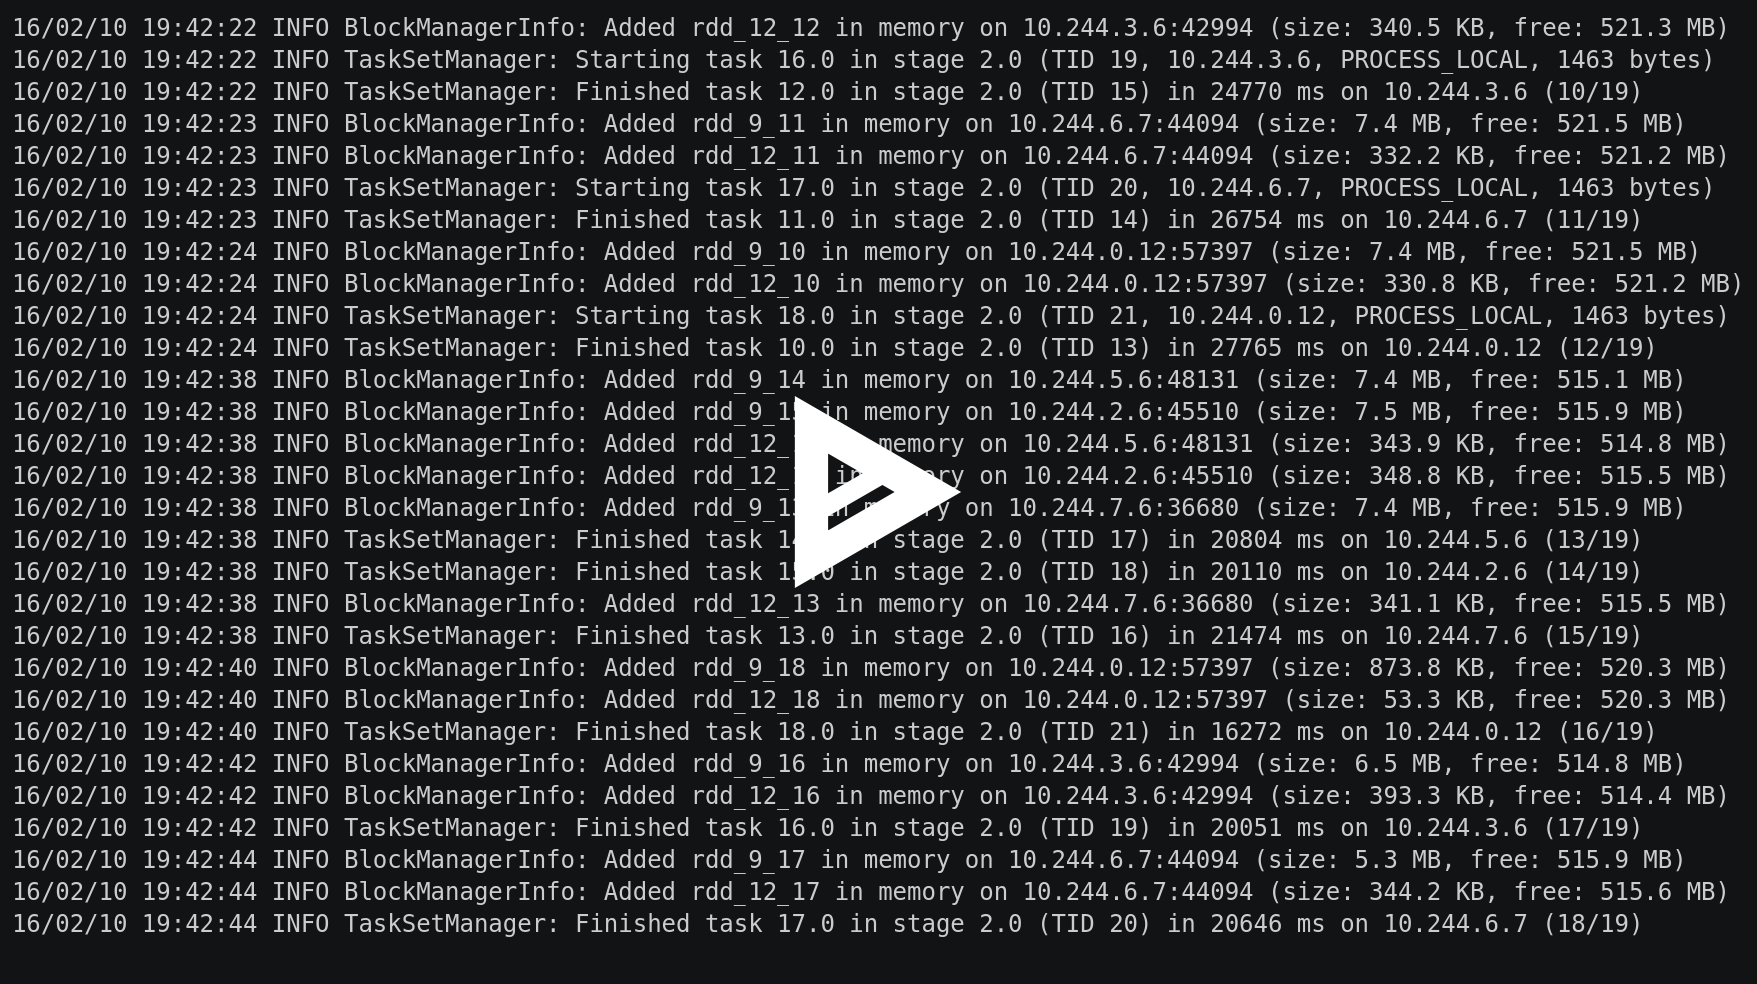 16/02/10 19:42:22 INFO BlockManagerInfo: Added rdd_12_12 in memory on 10.244.3.6:42994 (size: 340.5 KB, free: 521.3 MB)
16/02/10 19:42:22 INFO TaskSetManager: Starting task 16.0 in stage 2.0 (TID 19, 10.244.3.6, PROCESS_LOCAL, 1463 bytes)
16/02/10 19:42:22 INFO TaskSetManager: Finished task 12.0 in stage 2.0 (TID 15) in 24770 ms on 10.244.3.6 (10/19)
16/02/10 19:42:23 INFO BlockManagerInfo: Added rdd_9_11 in memory on 10.244.6.7:44094 (size: 7.4 MB, free: 521.5 MB)
16/02/10 19:42:23 INFO BlockManagerInfo: Added rdd_12_11 in memory on 10.244.6.7:44094 (size: 332.2 KB, free: 521.2 MB)
16/02/10 19:42:23 INFO TaskSetManager: Starting task 17.0 in stage 2.0 (TID 20, 10.244.6.7, PROCESS_LOCAL, 1463 bytes)
16/02/10 19:42:23 INFO TaskSetManager: Finished task 11.0 in stage 2.0 (TID 14) in 26754 ms on 10.244.6.7 (11/19)
16/02/10 19:42:24 INFO BlockManagerInfo: Added rdd_9_10 in memory on 10.244.0.12:57397 (size: 7.4 MB, free: 521.5 MB)
16/02/10 19:42:24 INFO BlockManagerInfo: Added rdd_12_10 in memory on 10.244.0.12:57397 (size: 330.8 KB, free: 521.2 MB)
16/02/10 19:42:24 INFO TaskSetManager: Starting task 18.0 in stage 2.0 (TID 21, 10.244.0.12, PROCESS_LOCAL, 1463 bytes)
16/02/10 19:42:24 INFO TaskSetManager: Finished task 10.0 in stage 2.0 (TID 13) in 27765 ms on 10.244.0.12 (12/19)
16/02/10 19:42:38 INFO BlockManagerInfo: Added rdd_9_14 in memory on 10.244.5.6:48131 (size: 7.4 MB, free: 515.1 MB)
16/02/10 19:42:38 INFO BlockManagerInfo: Added in memory on 10.244.2.6:45510 (size: 7.5 MB, free: 515.9 MB)
16/02/10 19:42:38 INFO BlockManagerInfo: Added memory on 10.244.5.6:48131 (size: 343.9 KB, free: 514.8 MB)
16/02/10 19:42:38 INFO BlockManagerInfo: Added in on 10.244.2.6:45510 (size: 348.8 KB, free: 515.5 MB)
16/02/10 19:42:38 INFO BlockManagerInfo: Added on 10.244.7.6:36680 (size: 7.4 MB, free: 515.9 MB)
16/02/10 19:42:38 INFO TaskSetManager: Finished task stage 2.0 (TID 17) in 20804 ms on 10.244.5.6 (13/19)
16/02/10 19:42:38 INFO TaskSetManager: Finished task in stage 2.0 (TID 18) in 20110 ms on 10.244.2.6 (14/19)
16/02/10 19:42:38 INFO BlockManagerInfo: Added rdd_12_13 in memory on 10.244.7.6:36680 (size: 341.1 KB, free: 515.5 MB)
16/02/10 19:42:38 INFO TaskSetManager: Finished task 13.0 in stage 2.0 (TID 16) in 21474 ms on 10.244.7.6 (15/19)
16/02/10 19:42:40 INFO BlockManagerInfo: Added rdd_9_18 in memory on 10.244.0.12:57397 (size: 873.8 KB, free: 520.3 MB)
16/02/10 19:42:40 INFO BlockManagerInfo: Added rdd_12_18 in memory on 10.244.0.12:57397 (size: 53.3 KB, free: 520.3 MB)
16/02/10 19:42:40 INFO TaskSetManager: Finished task 18.0 in stage 2.0 (TID 21) in 16272 ms on 10.244.0.12 (16/19)
16/02/10 19:42:42 INFO BlockManagerInfo: Added rdd_9_16 in memory on 10.244.3.6:42994 (size: 6.5 MB, free: 514.8 MB)
16/02/10 19:42:42 INFO BlockManagerInfo: Added rdd_12_16 in memory on 10.244.3.6:42994 (size: 393.3 KB, free: 514.4 MB)
16/02/10 19:42:42 INFO TaskSetManager: Finished task 16.0 in stage 2.0 (TID 19) in 20051 ms on 10.244.3.6 (17/19)
16/02/10 19:42:44 INFO BlockManagerInfo: Added rdd_9_17 in memory on 10.244.6.7:44094 (size: 5.3 MB, free: 515.9 MB)
16/02/10 19:42:44 INFO BlockManagerInfo: Added rdd_12_17 in memory on 10.244.6.7:44094 (size: 344.2 KB, free: 515.6 MB)
16/02/10 19:42:44 INFO TaskSetManager: Finished task 17.0 in stage 2.0 (TID 20) in 20646 ms on 10.244.6.7 (18/19)